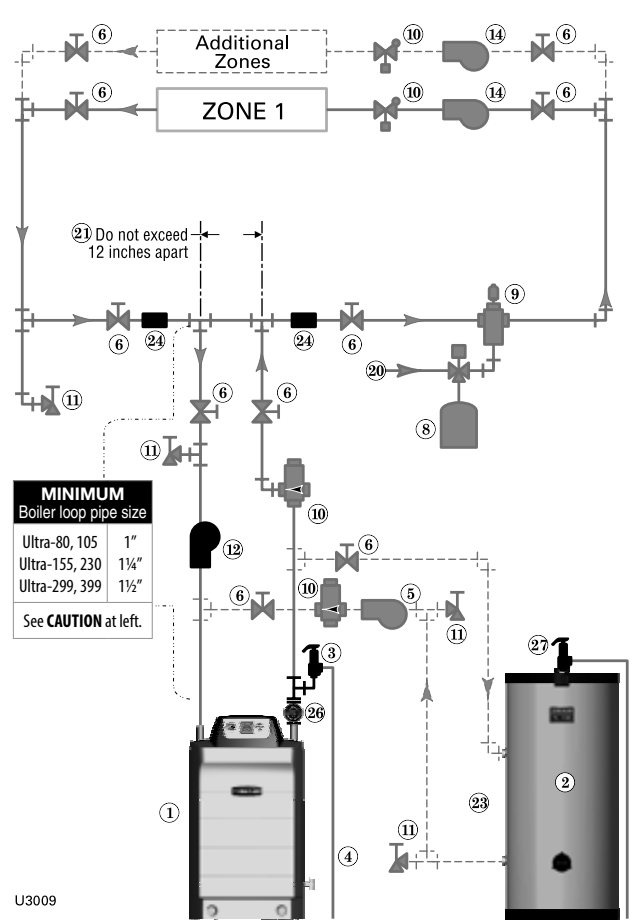 6
Additional
Zones
10
14
6
6
ZONE 1
10
14
6
21 Do not exceed
12 inches apart
9
6
24
24
6
20
11
6
6
8
11
MINIMUM
Boiler loop pipe size
Ultra-80, 105 1”
Ultra-155, 230 1¼”
Ultra-299, 399 1½”
See CAUTION at left.
10
12
6
10
6
5
11
3
27
26
2
1
23
11
4
U3009